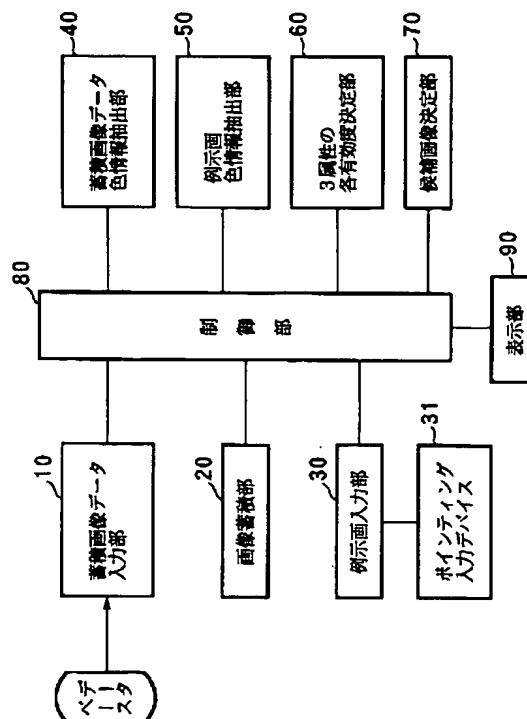 データ
ベース
10
蓄積画像データ
入力部
20
画像蓄積部
30
例示画入力部
31
ポインティング
入力デバイス
80
制御部
40
蓄積画像データ
色情報抽出部
50
例示画
色情報抽出部
60
3属性の
各有効度決定部
70
候補画像決定部
90
表示部